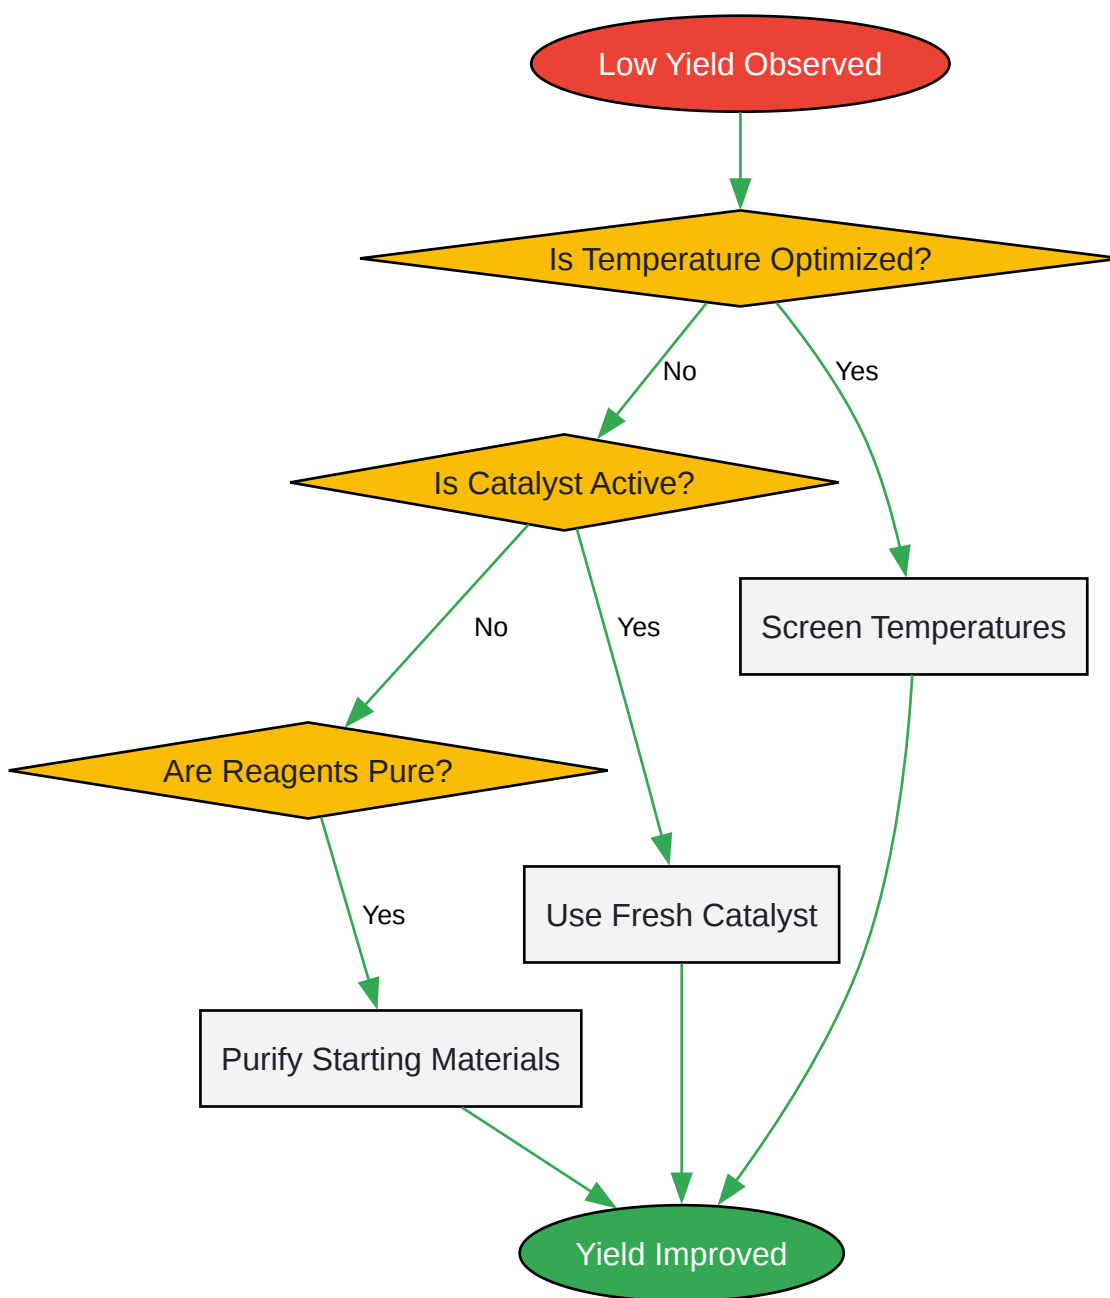 Low Yield Observed
Is Temperature Optimized?
No
Yes
Is Catalyst Active?
No
Yes
Screen Temperatures
Are Reagents Pure?
Yes
Use Fresh Catalyst
Purify Starting Materials
Yield Improved